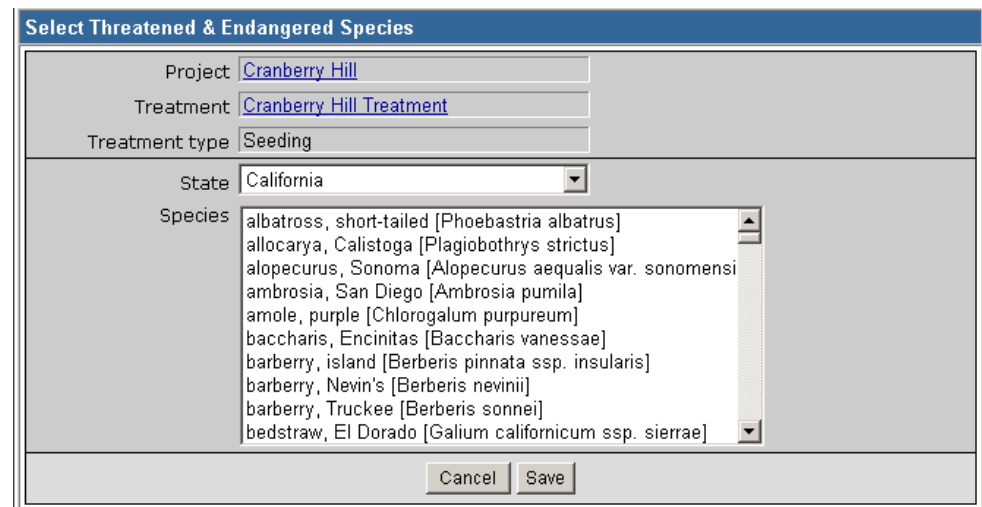 Select Threatened & Endangered Species
Project Cranberry Hill
Treatment Cranberry Hill Treatment
Treatment type Seeding
State California
Species
albatross, short-tailed [Phoebastria albatrus]
allocarya, Calistoga [Plagiobothrys strictus]
alopecurus, Sonoma [Alopecurus aequalis var. sonomensi
ambrosia, San Diego [Ambrosia pumila]
amole, purple [Chlorogalum purpureum]
baccharis, Encinitas [Baccharis vanessae]
barberry, island [Berberis pinnata ssp. insularis]
barberry, Nevin's [Berberis nevinii]
barberry, Truckee [Berberis sonnei]
bedstraw, El Dorado [Galium californicum ssp. sierrae]
Cancel Save